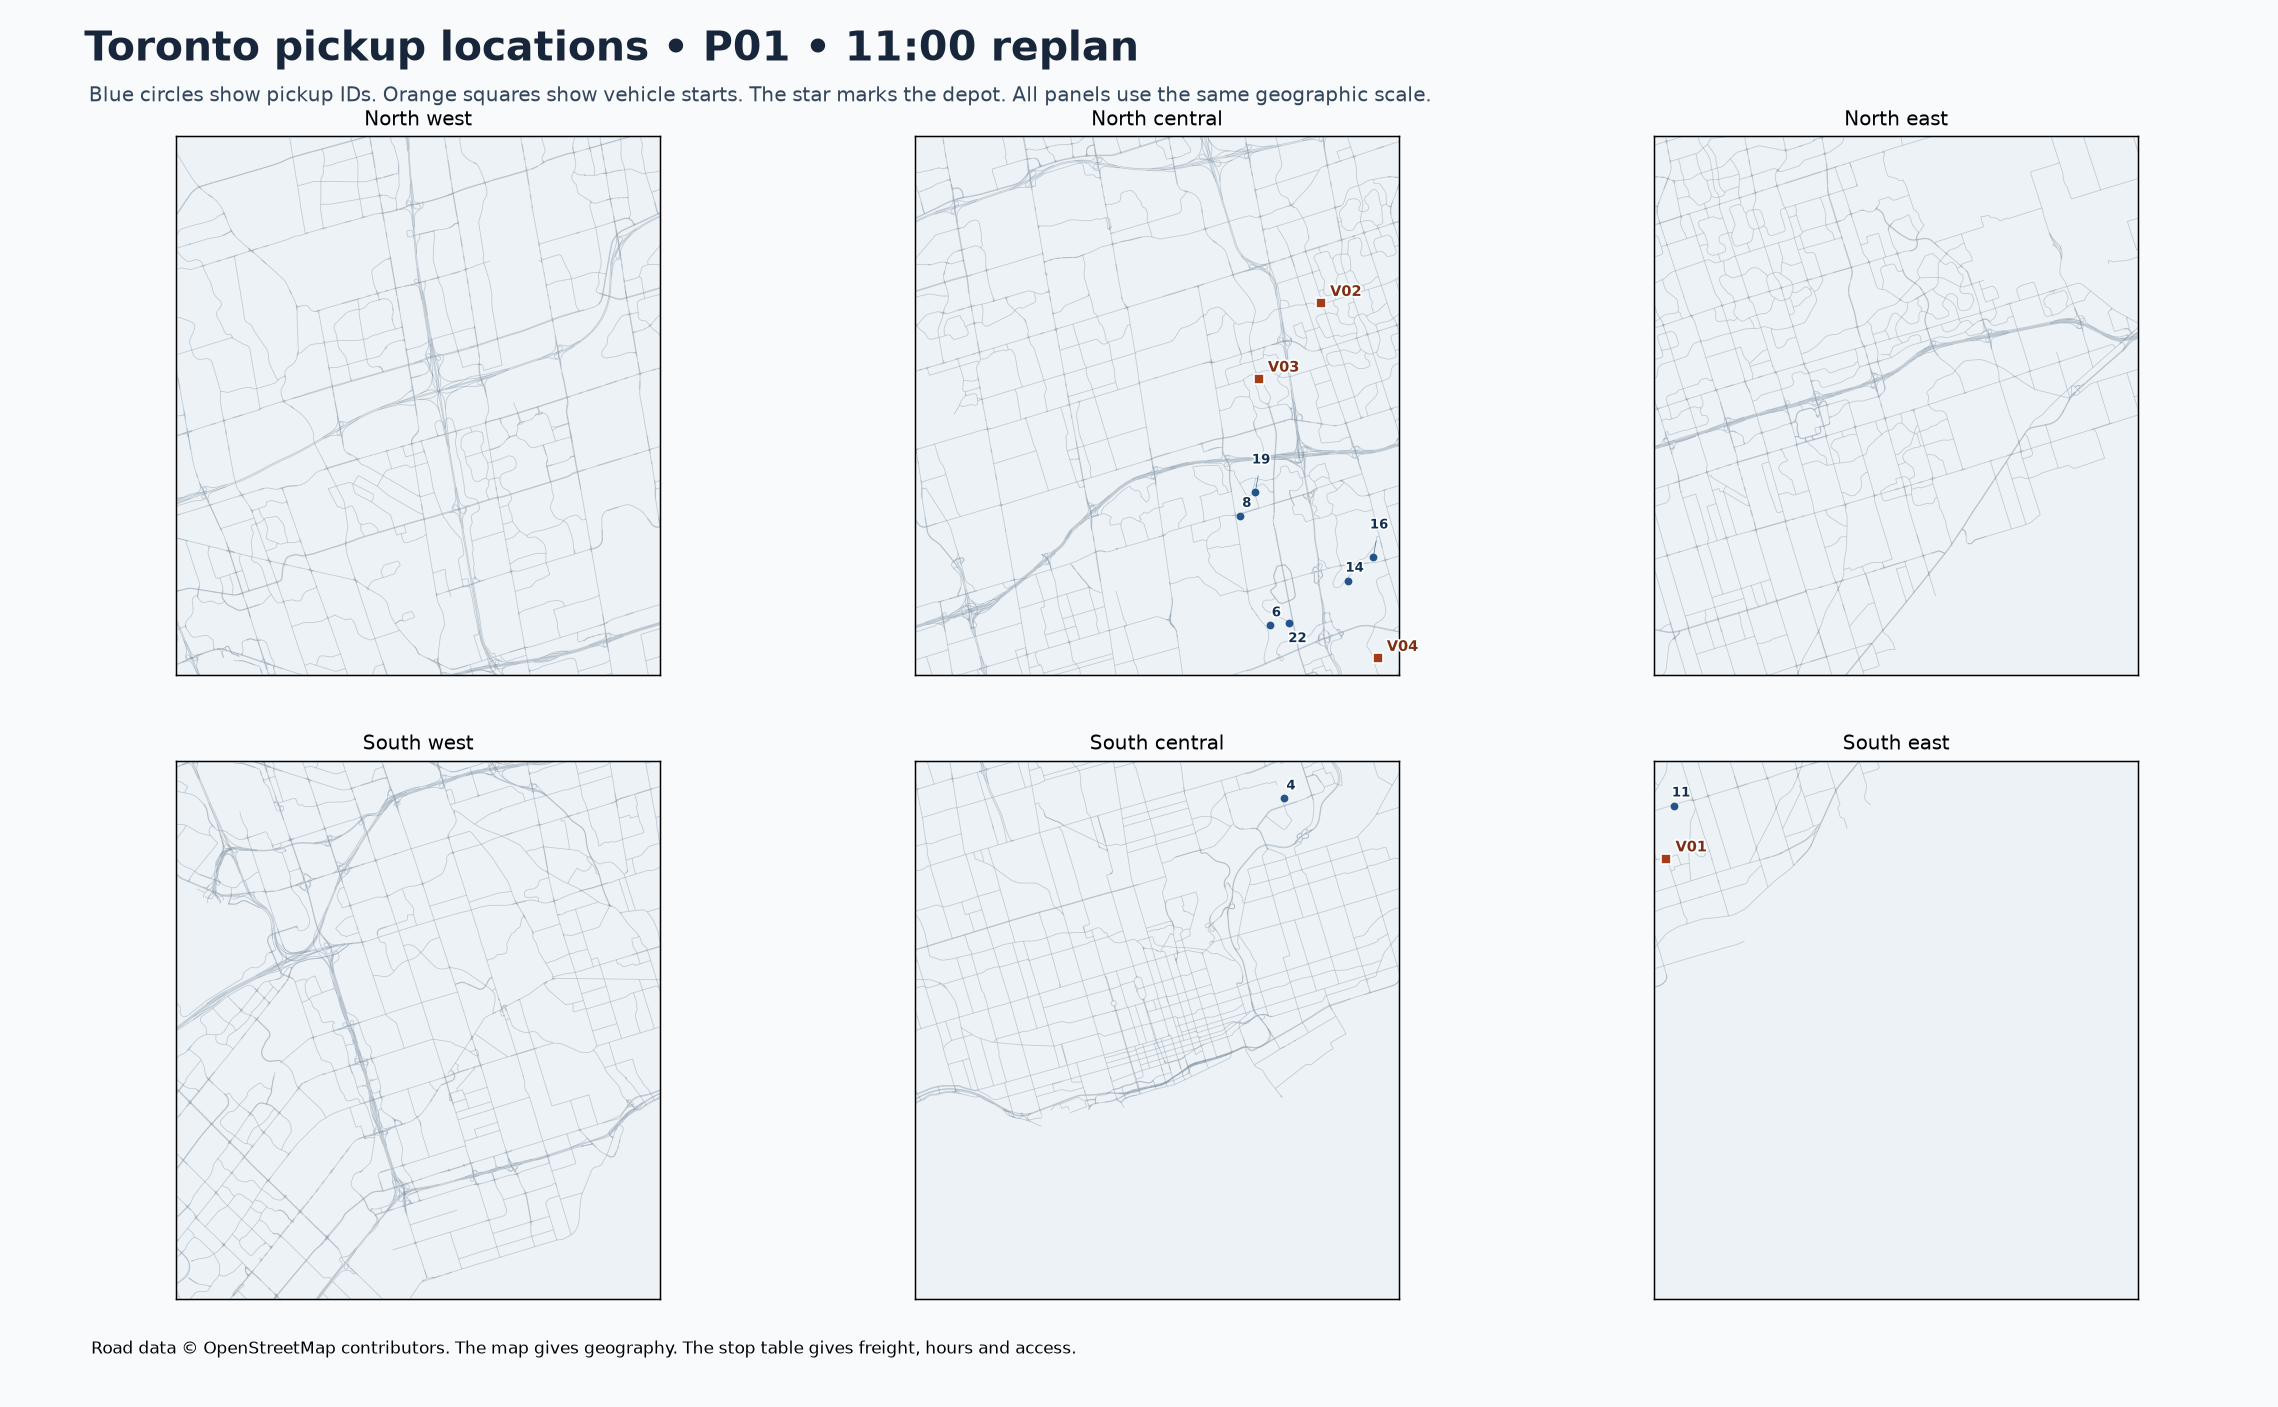 Toronto pickup locations • P01 • 11:00 replan
Blue circles show pickup IDs. Orange squares show vehicle starts. The star marks the depot. All panels use the same geographic scale.
North west
North central
North east
V02
V03
19
8
16
14
6
22
V04
South west
South central
South east
4
11
V01
Road data © OpenStreetMap contributors. The map gives geography. The stop table gives freight, hours and access.